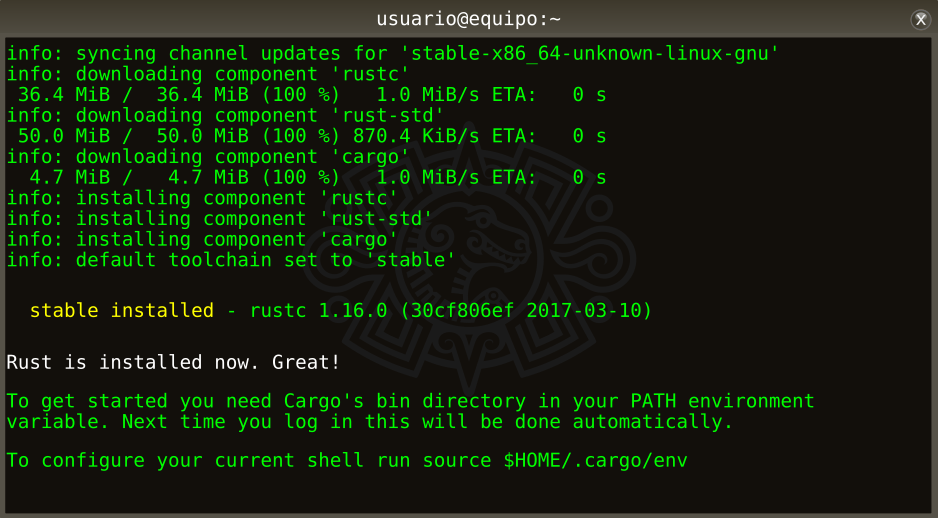 usuario@equipo:~
info: syncing channel updates for 'stable-x86_64-unknown-linux-gnu'
info: downloading component 'rustc'
 36.4 MiB /  36.4 MiB (100 %)   1.0 MiB/s ETA:   0 s
info: downloading component 'rust-std'
 50.0 MiB /  50.0 MiB (100 %) 870.4 KiB/s ETA:   0 s
info: downloading component 'cargo'
  4.7 MiB /   4.7 MiB (100 %)   1.0 MiB/s ETA:   0 s
info: installing component 'rustc'
info: installing component 'rust-std'
info: installing component 'cargo'
info: default toolchain set to 'stable'
  stable installed - rustc 1.16.0 (30cf806ef 2017-03-10)
Rust is installed now. Great!
To get started you need Cargo's bin directory in your PATH environment
variable. Next time you log in this will be done automatically.
To configure your current shell run source $HOME/.cargo/env